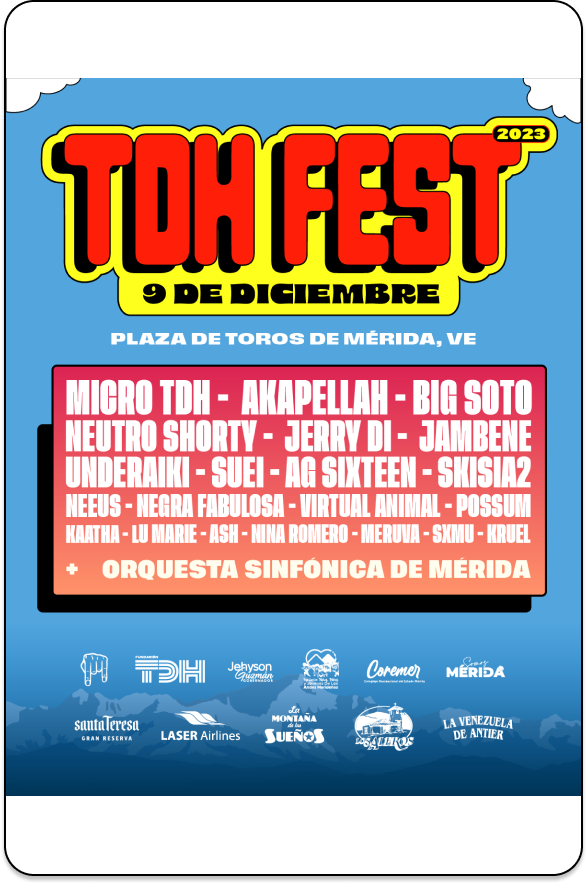 2023
TDH FEST
9 DE DICIEMBRE
PLAZA DE TOROS DE MÉRIDA, VE
MICRO TDH - AKAPELLAH - BIG SOTO
NEUTRO SHORTY - JERRY DI - JAMBENE
UNDERAIKI - SUEI - AG SIXTEEN - SKISIA2
NEEUS - NEGRA FABULOSA - VIRTUAL ANIMAL - POSSUM
KAATHA - LU MARIE - ASH - NINA ROMERO - MERUVA - SXMU - KRUEL
+ ORQUESTA SINFÓNICA DE MÉRIDA
FUNDACIÓN
TDH
Jehyson
Guzmán
GOBERNADOR
Coremer
Somos
MÉRIDA
santaTeresa
GRAN RESERVA
LASER Airlines
La
MONTAÑA
de los
SUEÑOS
LA VENEZUELA
DE ANTIER